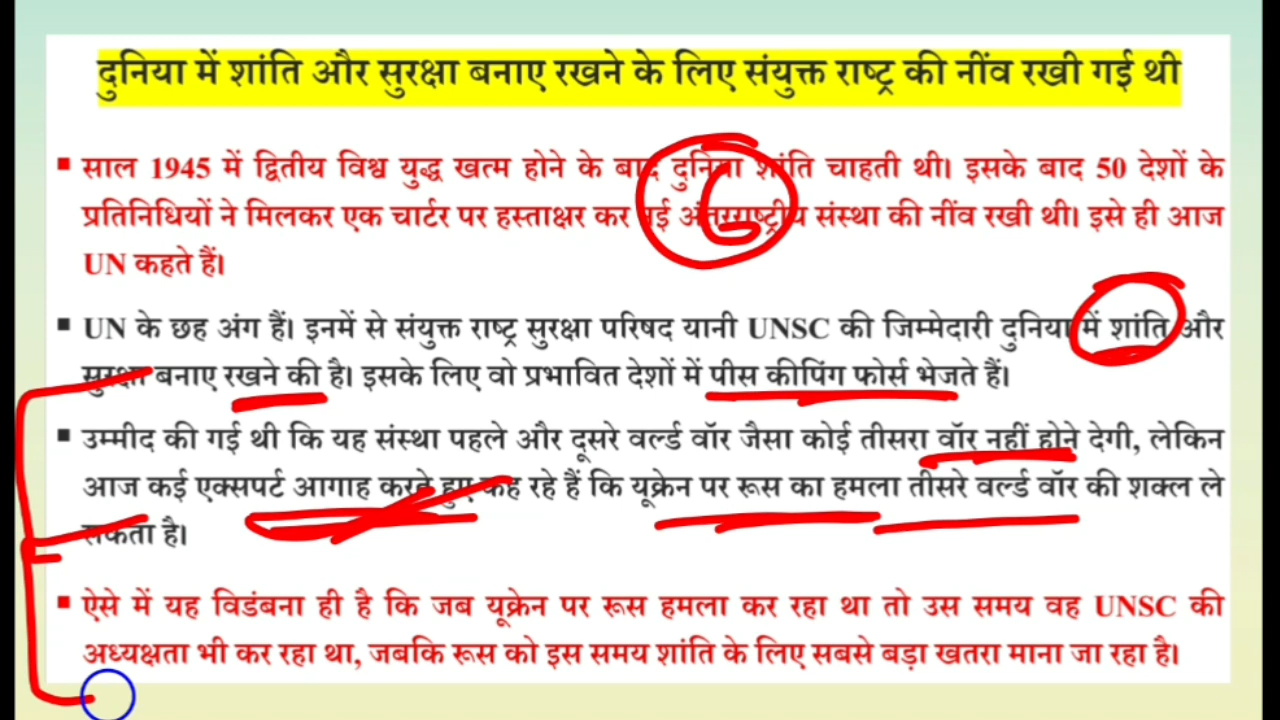 दुनिया में शांति और सुरक्षा बनाए रखने के लिए संयुक्त राष्ट्र की नींव रखी गई थी
▪ साल 1945 में द्वितीय विश्व युद्ध खत्म होने के बाद दुनिया शांति चाहती थी। इसके बाद 50 देशों के
प्रतिनिधियों ने मिलकर एक चार्टर पर हस्ताक्षर कर नई अंतरराष्ट्रीय संस्था की नींव रखी थी। इसे ही आज
UN कहते हैं।
6
▪ UN के छह अंग हैं। इनमें से संयुक्त राष्ट्र सुरक्षा परिषद यानी UNSC की जिम्मेदारी दुनिया में शांति और
सुरक्षा बनाए रखने की है। इसके लिए वो प्रभावित देशों में पीस कीपिंग फोर्स भेजते हैं।
▪ उम्मीद की गई थी कि यह संस्था पहले और दूसरे वर्ल्ड वॉर जैसा कोई तीसरा वॉर नहीं होने देगी, लेकिन
आज कई एक्सपर्ट आगाह करते हुए कह रहे हैं कि यूक्रेन पर रूस का हमला तीसरे वर्ल्ड वॉर की शक्ल ले
सकता है।
▪ ऐसे में यह विडंबना ही है कि जब यूक्रेन पर रूस हमला कर रहा था तो उस समय वह UNSC की
अध्यक्षता भी कर रहा था, जबकि रूस को इस समय शांति के लिए सबसे बड़ा खतरा माना जा रहा है।